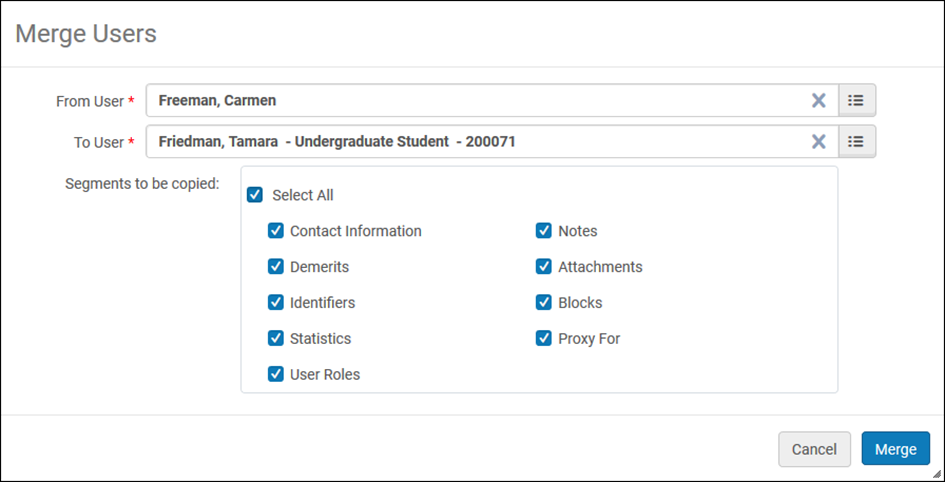 Merge Users
From User * Freeman, Carmen
To User * Friedman, Tamara - Undergraduate Student - 200071
Segments to be copied:
Select All
Contact Information Notes
Demerits Attachments
Identifiers Blocks
Statistics Proxy For
User Roles
Cancel Merge